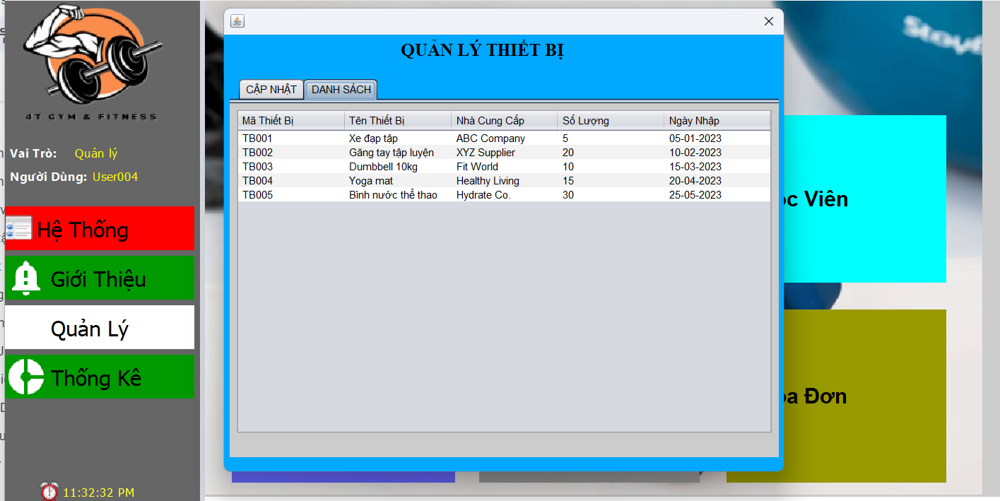 4T GYM & FITNESS
Vai Trò: Quản lý
Người Dùng: User004
Hệ Thống
Giới Thiệu
Quản Lý
Thống Kê
11:32:32 PM
QUẢN LÝ THIẾT BỊ
CẬP NHẬT DANH SÁCH
Mã Thiết Bị Tên Thiết Bị Nhà Cung Cấp Số Lượng Ngày Nhập
TB001 Xe đạp tập ABC Company 5 05-01-2023
TB002 Găng tay tập luyện XYZ Supplier 20 10-02-2023
TB003 Dumbbell 10kg Fit World 10 15-03-2023
TB004 Yoga mat Healthy Living 15 20-04-2023
TB005 Bình nước thể thao Hydrate Co. 30 25-05-2023
Viên
Đơn